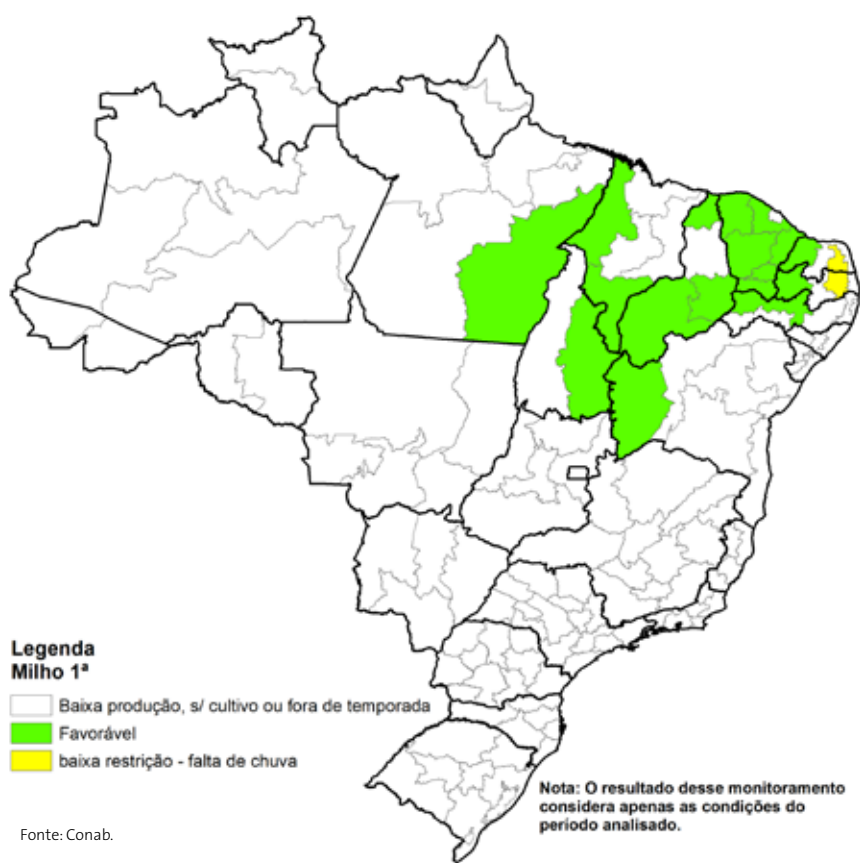 Legenda
Milho 1ª
Baixa produção, s/ cultivo ou fora de temporada
Favorável
baixa restrição - falta de chuva
Nota: O resultado desse monitoramento
considera apenas as condições do
período analisado.
Fonte: Conab.